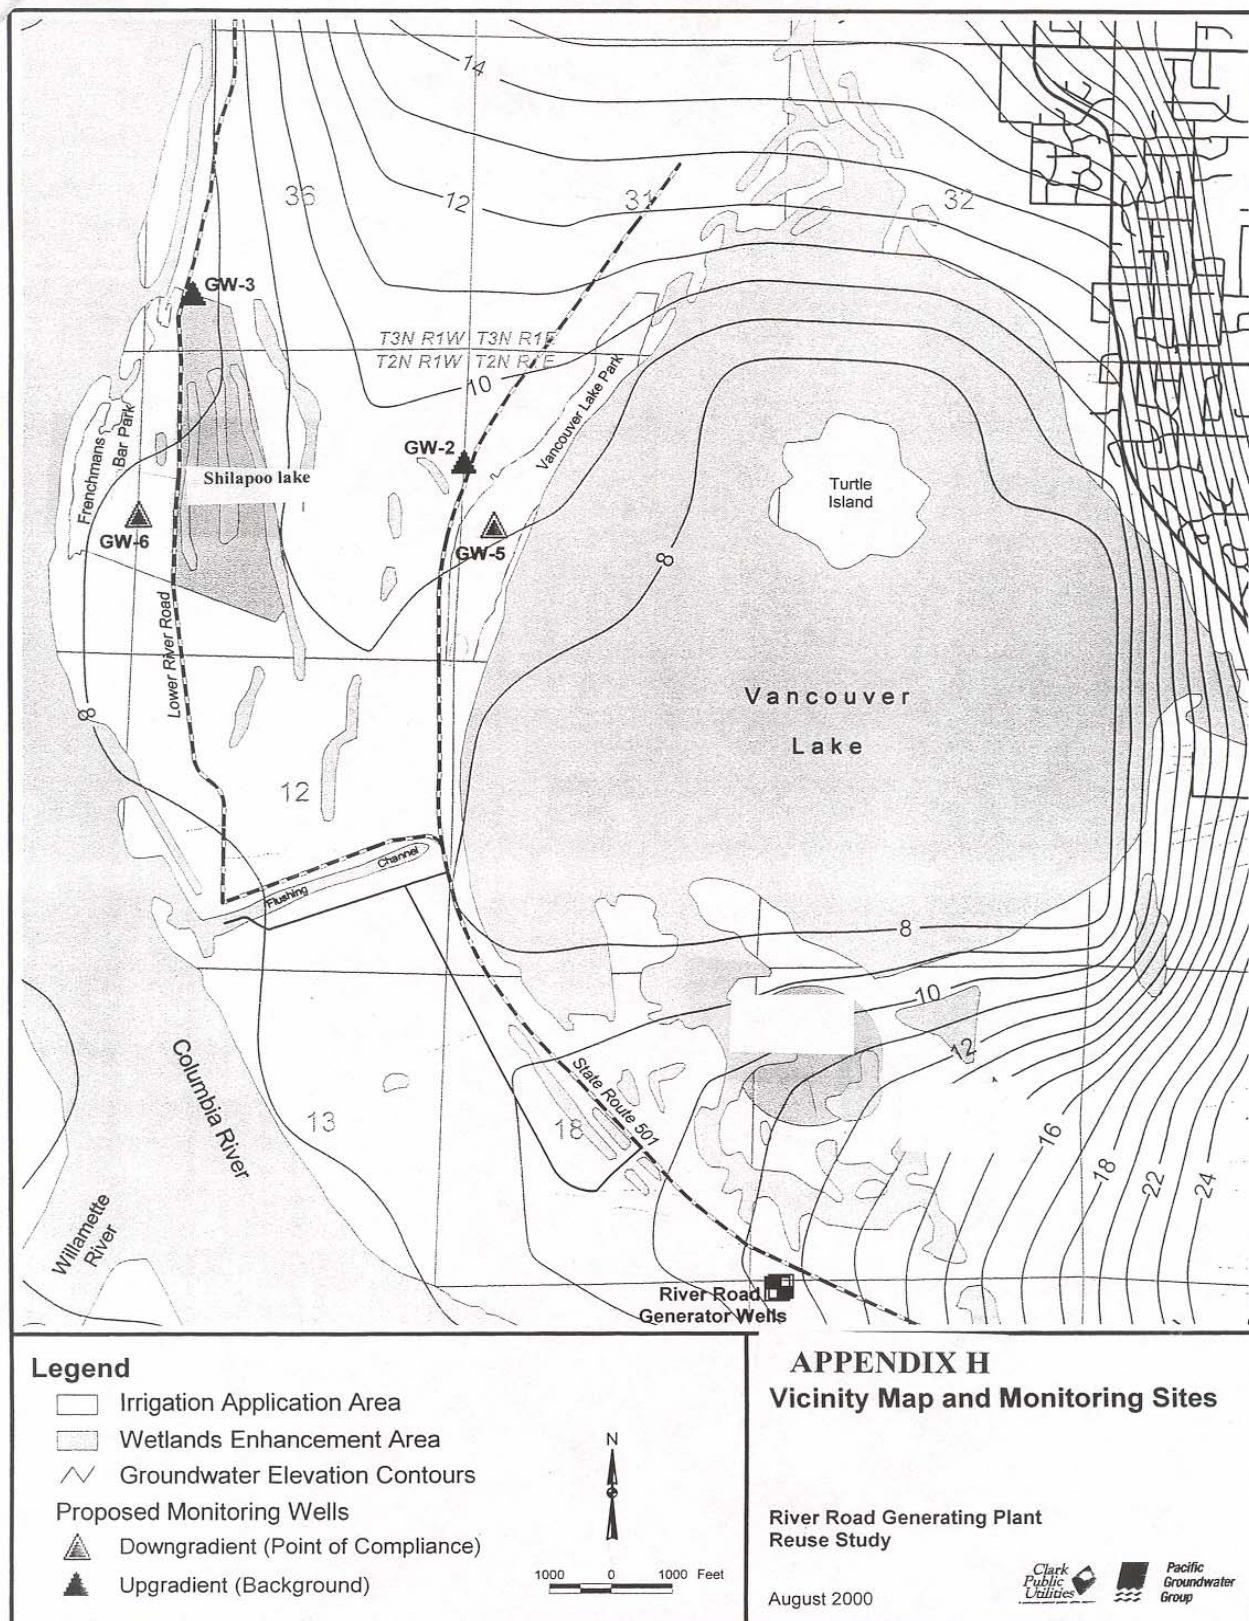 14
36
12
31
32
GW-3
T3N R1W T3N R1E
T2N R1W T2N R1E
10
Vancouver Lake Park
GW-2
Frenchmans
Bar Park
Shilapoo lake
Turtle
Island
GW-6
GW-5
8
Lower River Road
8
Vancouver
Lake
12
Flushing
Channel
8
10
12
State Route 501
Columbia River
13
18
16
18
22
24
Willamette
River
River Road
Generator Wells
Legend
Irrigation Application Area
Wetlands Enhancement Area
Groundwater Elevation Contours
Proposed Monitoring Wells
Downgradient (Point of Compliance)
Upgradient (Background)
N
1000 0 1000 Feet
APPENDIX H
Vicinity Map and Monitoring Sites
River Road Generating Plant
Reuse Study
August 2000
Clark
Public
Utilities
Pacific
Groundwater
Group